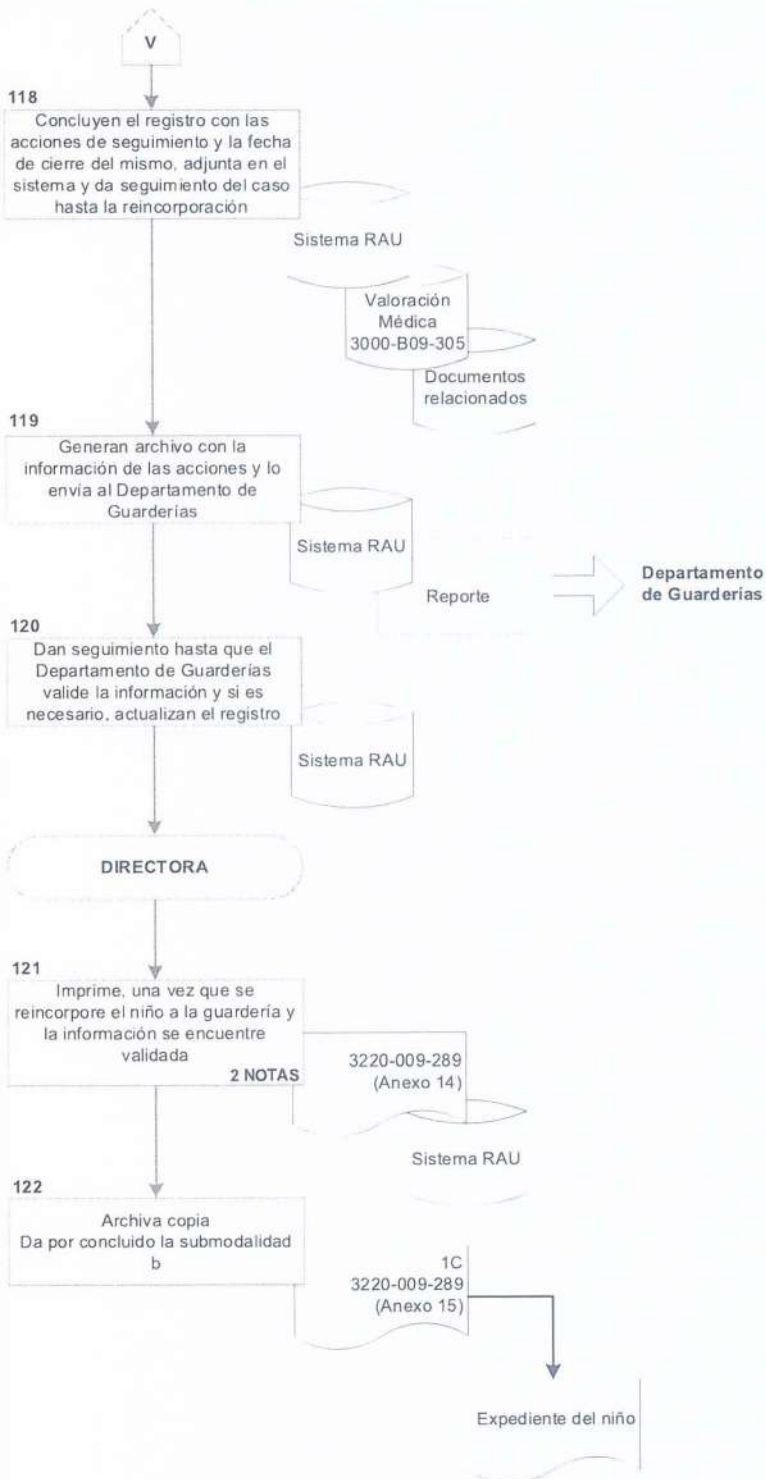 V
118
Concluyen el registro con las
acciones de seguimiento y la fecha
de cierre del mismo, adjunta en el
sistema y da seguimiento del caso
hasta la reincorporación
Sistema RAU
Valoración
Médica
3000-B09-305
Documentos
relacionados
119
Generan archivo con la
información de las acciones y lo
envía al Departamento de
Guarderías
Sistema RAU
Reporte
Departamento
de Guarderías
120
Dan seguimiento hasta que el
Departamento de Guarderías
valide la información y si es
necesario, actualizan el registro
Sistema RAU
DIRECTORA
121
Imprime, una vez que se
reincorpore el niño a la guardería y
la información se encuentre
validada
2 NOTAS
3220-009-289
(Anexo 14)
Sistema RAU
122
Archiva copia
Da por concluido la submodalidad
b
1C
3220-009-289
(Anexo 15)
Expediente del niño